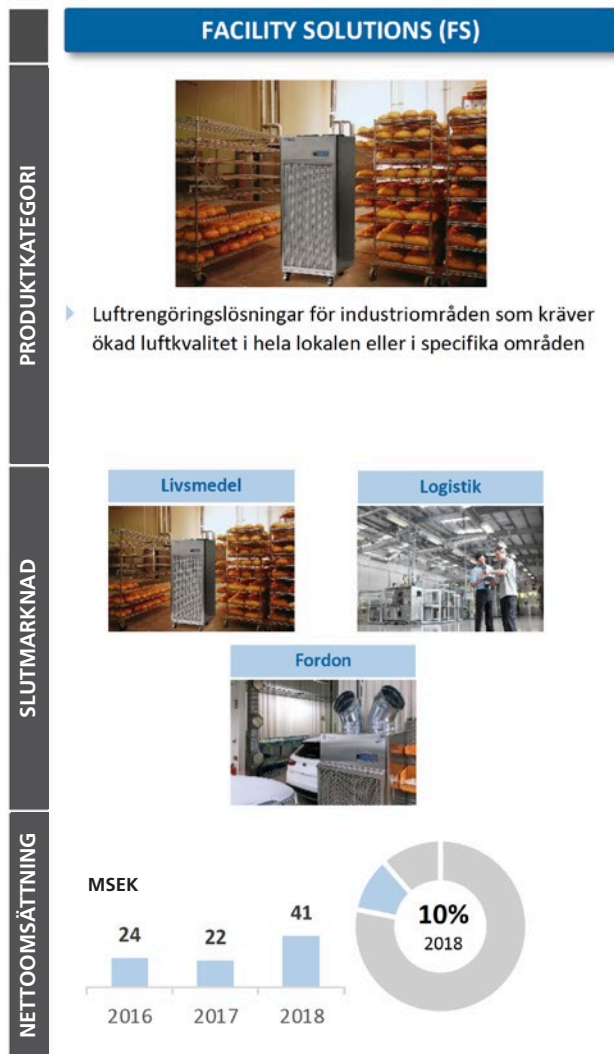 FACILITY SOLUTIONS (FS)
PRODUKTKATEGORI
Luftrengöringslösningar för industriområden som kräver
ökad luftkvalitet i hela lokalen eller i specifika områden
SLUTMARKNAD
Livsmedel
Logistik
Fordon
NETTOOMSÄTTNING
MSEK
24
22
41
2016
2017
2018
10%
2018